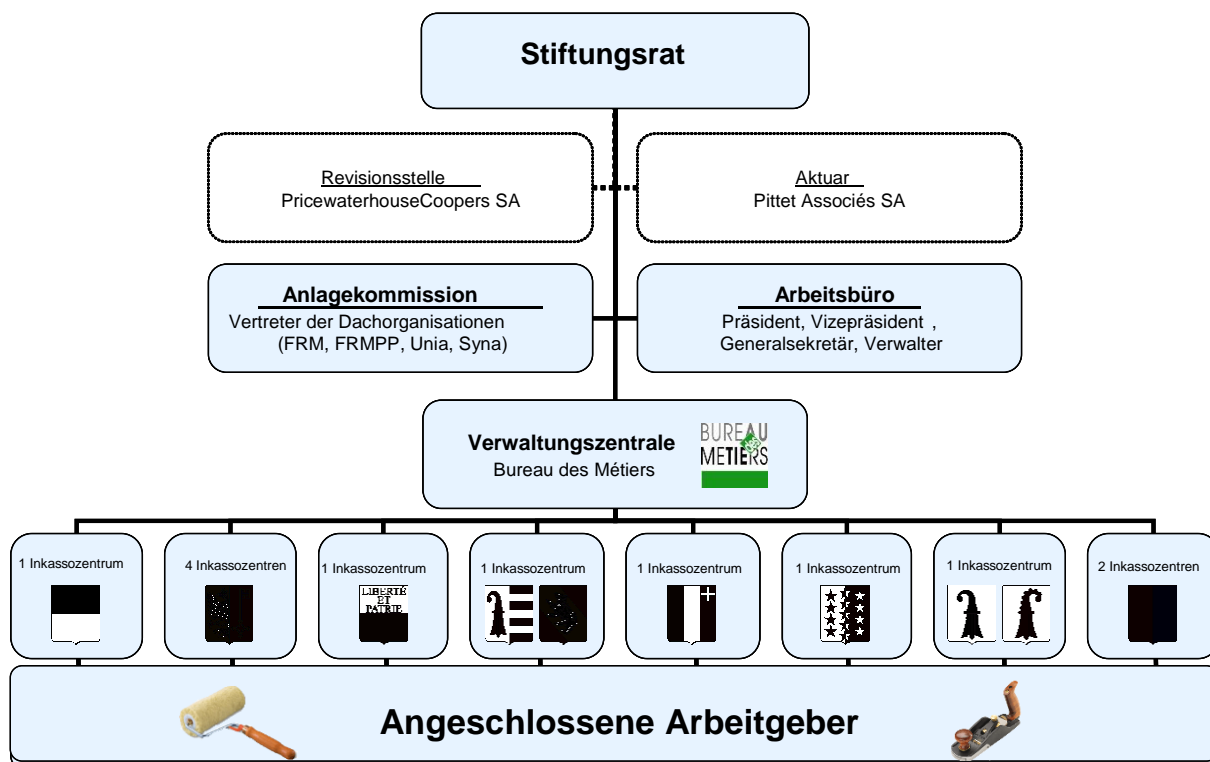 Stiftungsrat
Revisionsstelle
PricewaterhouseCoopers SA
Aktuar
Pittet Associés SA
Anlagekommission
Vertreter der Dachorganisationen
(FRM, FRMPP, Unia, Syna)
Arbeitsbüro
Präsident, Vizepräsident ,
Generalsekretär, Verwalter
Verwaltungszentrale
Bureau des Métiers
BUREAU
METIERS
1 Inkassozentrum
4 Inkassozentren
1 Inkassozentrum
LIBERTÉ
ET
PATRIE
1 Inkassozentrum
1 Inkassozentrum
1 Inkassozentrum
1 Inkassozentrum
2 Inkassozentren
Angeschlossene Arbeitgeber